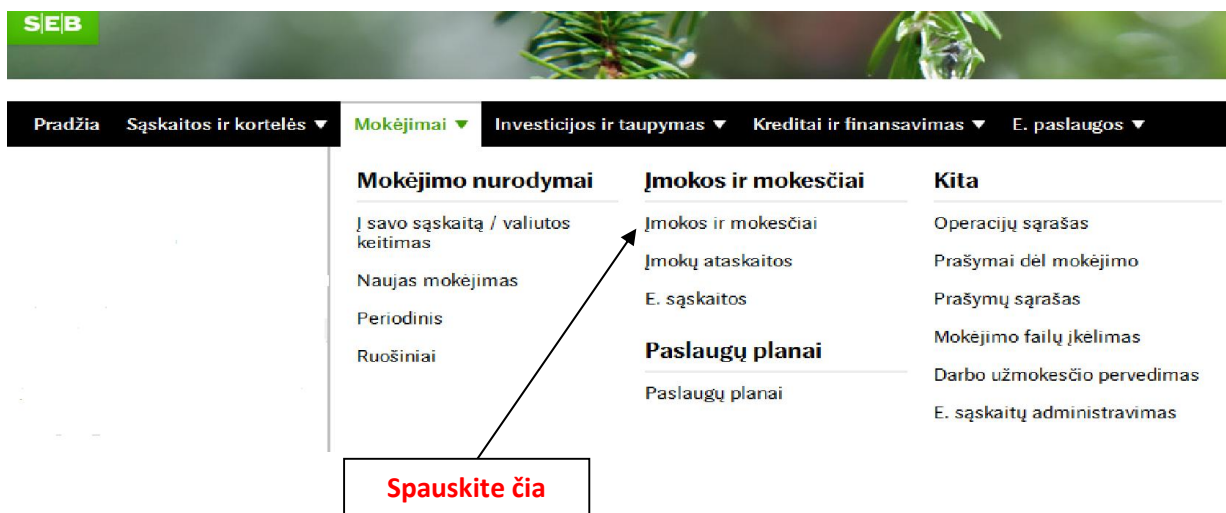 S|E|B
Pradžia Sąskaitos ir kortelės ▼ Mokėjimai ▼ Investicijos ir taupymas ▼ Kreditai ir finansavimas ▼ E. paslaugos ▼
Mokėjimo nurodymai
Į savo sąskaitą / valiutos
keitimas
Naujas mokėjimas
Periodinis
Ruošiniai
Įmokos ir mokesčiai
Įmokos ir mokesčiai
Įmokų ataskaitos
E. sąskaitos
Paslaugų planai
Paslaugų planai
Kita
Operacijų sąrašas
Prašymai dėl mokėjimo
Prašymų sąrašas
Mokėjimo failų įkėlimas
Darbo užmokesčio pervedimas
E. sąskaitų administravimas
Spauskite čia